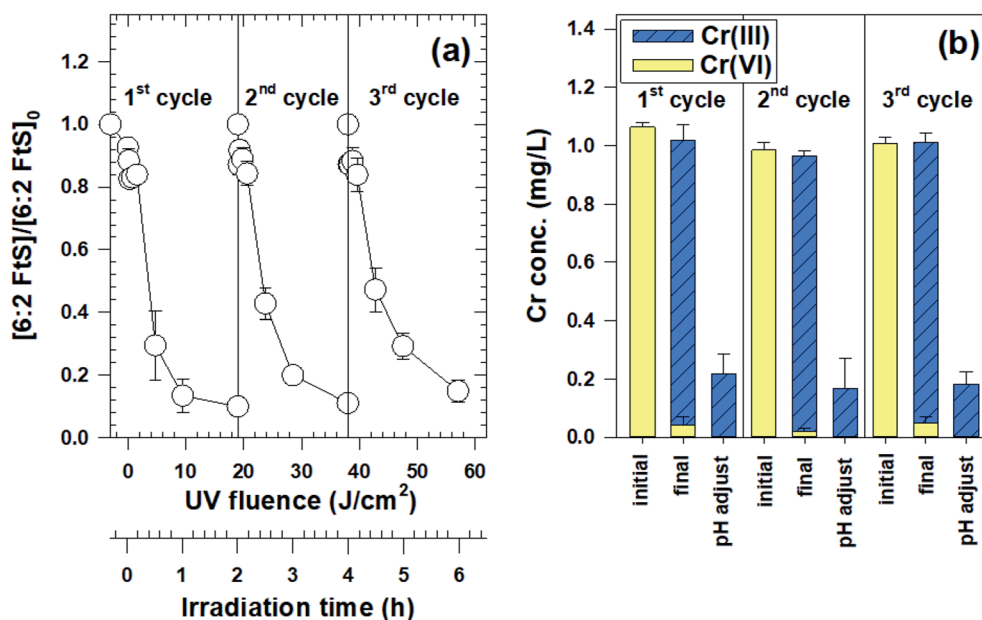 (a)
1st cycle
2nd cycle
3rd cycle
[6:2 FtS]/[6:2 FtS]0
1.2
1.0
0.8
0.6
0.4
0.2
0.0
0 10 20 30 40 50 60
UV fluence (J/cm2)
0 1 2 3 4 5 6
Irradiation time (h)
(b)
Cr(III)
Cr(VI)
1st cycle
2nd cycle
3rd cycle
Cr conc. (mg/L)
1.4
1.2
1.0
0.8
0.6
0.4
0.2
0.0
initial
final
pH adjust
initial
final
pH adjust
initial
final
pH adjust